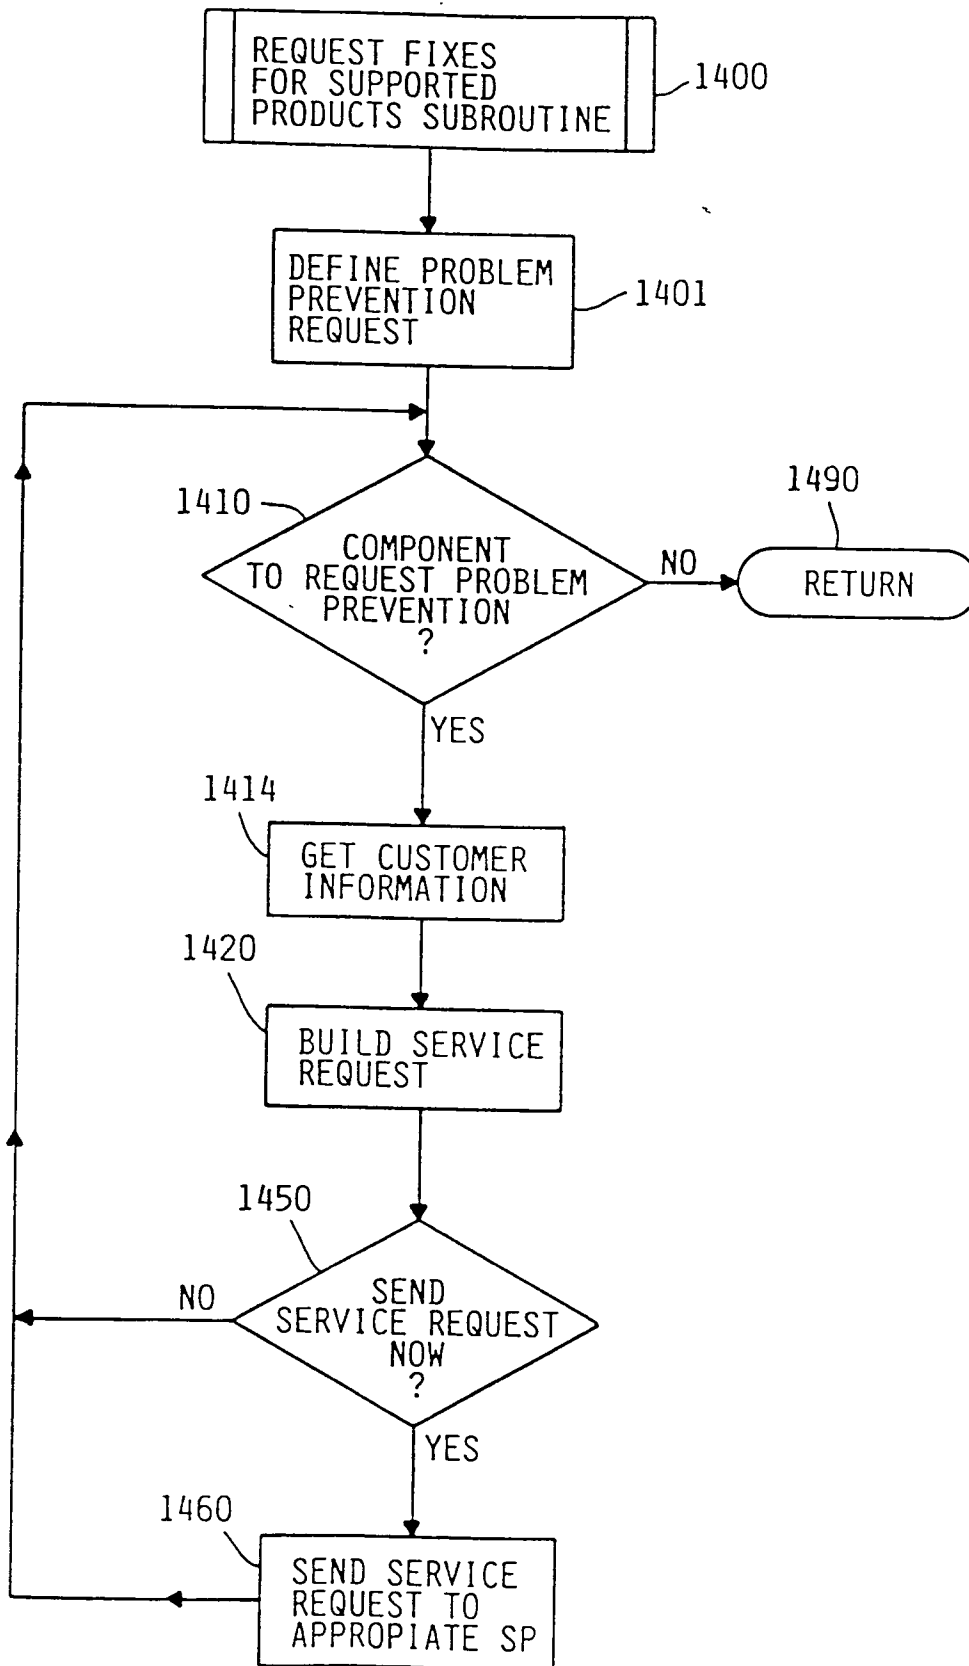 REQUEST FIXES
FOR SUPPORTED
PRODUCTS SUBROUTINE
1400
DEFINE PROBLEM
PREVENTION
REQUEST
1401
1410
COMPONENT
TO REQUEST PROBLEM
PREVENTION
?
NO
1490
RETURN
YES
1414
GET CUSTOMER
INFORMATION
1420
BUILD SERVICE
REQUEST
1450
SEND
SERVICE REQUEST
NOW
?
NO
YES
1460
SEND SERVICE
REQUEST TO
APPROPIATE SP